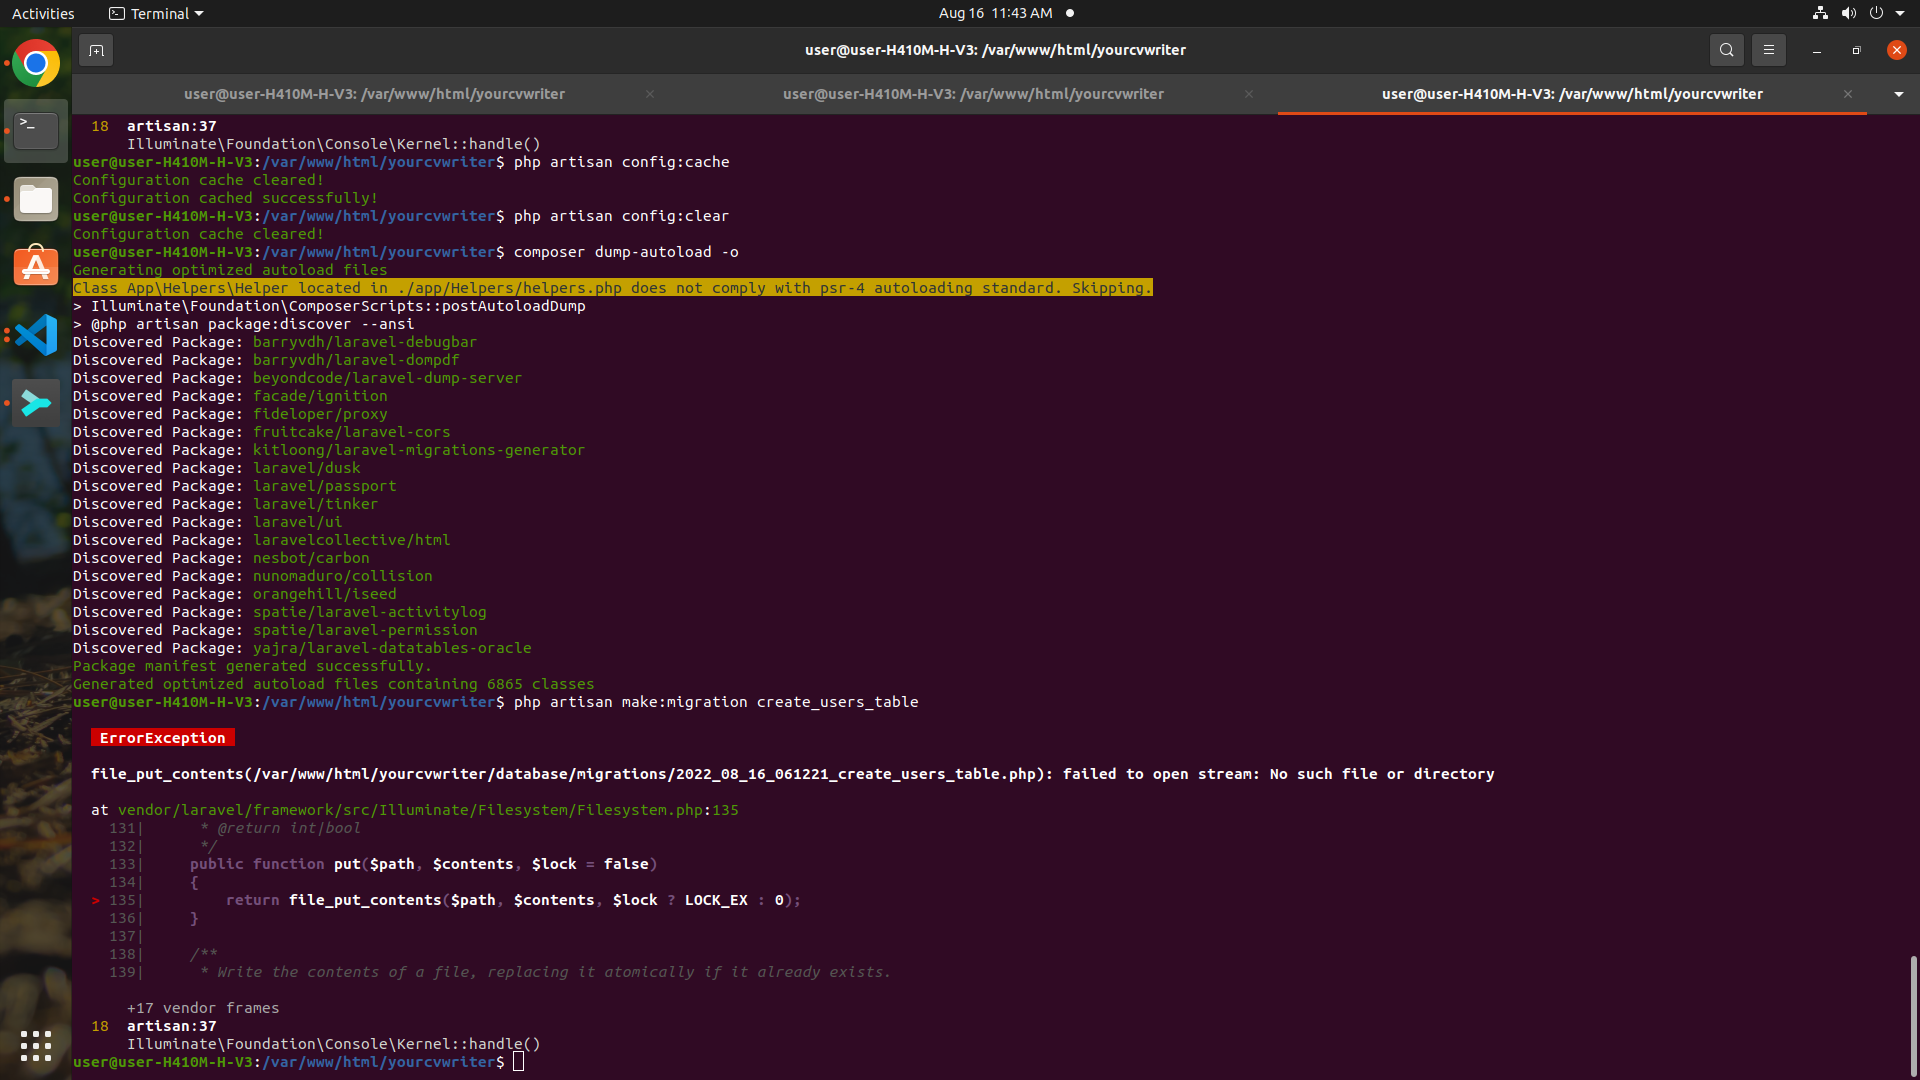 Activities
Terminal
Aug 16 11:43 AM
user@user-H410M-H-V3: /var/www/html/yourcvwriter
user@user-H410M-H-V3: /var/www/html/yourcvwriter
user@user-H410M-H-V3: /var/www/html/yourcvwriter
user@user-H410M-H-V3: /var/www/html/yourcvwriter
18 artisan:37
Illuminate\Foundation\Console\Kernel::handle()
user@user-H410M-H-V3:/var/www/html/yourcvwriter$ php artisan config:cache
Configuration cache cleared!
Configuration cached successfully!
user@user-H410M-H-V3:/var/www/html/yourcvwriter$ php artisan config:clear
Configuration cache cleared!
user@user-H410M-H-V3:/var/www/html/yourcvwriter$ composer dump-autoload -o
Generating optimized autoload files
Class App\Helpers\Helper located in ./app/Helpers/helpers.php does not comply with psr-4 autoloading standard. Skipping.
> Illuminate\Foundation\ComposerScripts::postAutoloadDump
> @php artisan package:discover --ansi
Discovered Package: barryvdh/laravel-debugbar
Discovered Package: barryvdh/laravel-dompdf
Discovered Package: beyondcode/laravel-dump-server
Discovered Package: facade/ignition
Discovered Package: fideloper/proxy
Discovered Package: fruitcake/laravel-cors
Discovered Package: kitloong/laravel-migrations-generator
Discovered Package: laravel/dusk
Discovered Package: laravel/passport
Discovered Package: laravel/tinker
Discovered Package: laravel/ui
Discovered Package: laravelcollective/html
Discovered Package: nesbot/carbon
Discovered Package: nunomaduro/collision
Discovered Package: orangehill/iseed
Discovered Package: spatie/laravel-activitylog
Discovered Package: spatie/laravel-permission
Discovered Package: yajra/laravel-datatables-oracle
Package manifest generated successfully.
Generated optimized autoload files containing 6865 classes
user@user-H410M-H-V3:/var/www/html/yourcvwriter$ php artisan make:migration create_users_table
ErrorException
file_put_contents(/var/www/html/yourcvwriter/database/migrations/2022_08_16_061221_create_users_table.php): failed to open stream: No such file or directory
at vendor/laravel/framework/src/Illuminate/Filesystem/Filesystem.php:135
131| * @return int|bool
132| */
133| public function put($path, $contents, $lock = false)
134| {
> 135| return file_put_contents($path, $contents, $lock ? LOCK_EX : 0);
136| }
137|
138| /**
139| * Write the contents of a file, replacing it atomically if it already exists.
+17 vendor frames
18 artisan:37
Illuminate\Foundation\Console\Kernel::handle()
user@user-H410M-H-V3:/var/www/html/yourcvwriter$